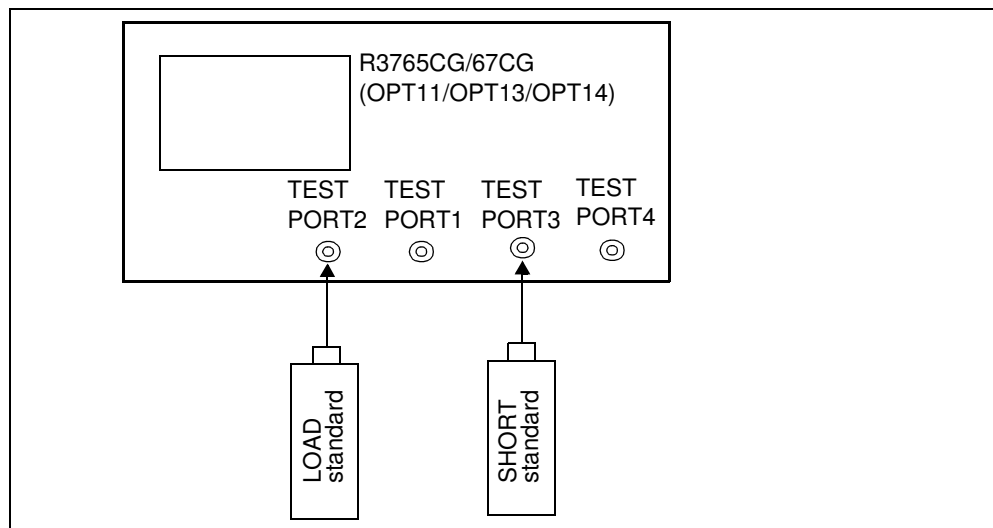 R3765CG/67CG
(OPT11/OPT13/OPT14)
TEST
PORT2
TEST
PORT1
TEST
PORT3
TEST
PORT4
LOAD
standard
SHORT
standard